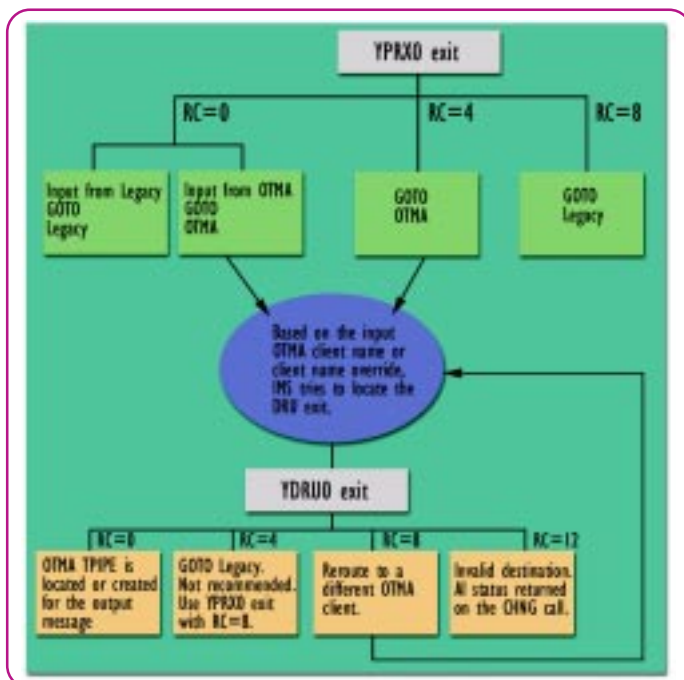 YPRX0 exit
RC=0
RC=4
RC=8
Input from Legacy
GOTO
Legacy
Input from OTMA
GOTO
OTMA
GOTO
OTMA
GOTO
Legacy
Based on the input
OTMA client name or
client name override,
IMS tries to locate the
DRU exit.
YDRU0 exit
RC=0
RC=4
RC=8
RC=12
OTMA TPIPE is
located or created
for the output
message
GOTO Legacy.
Not recommended.
Use YPRX0 exit
with RC=8.
Reroute to a
different OTMA
client.
Invalid destination.
AI status returned
on the CHNG call.